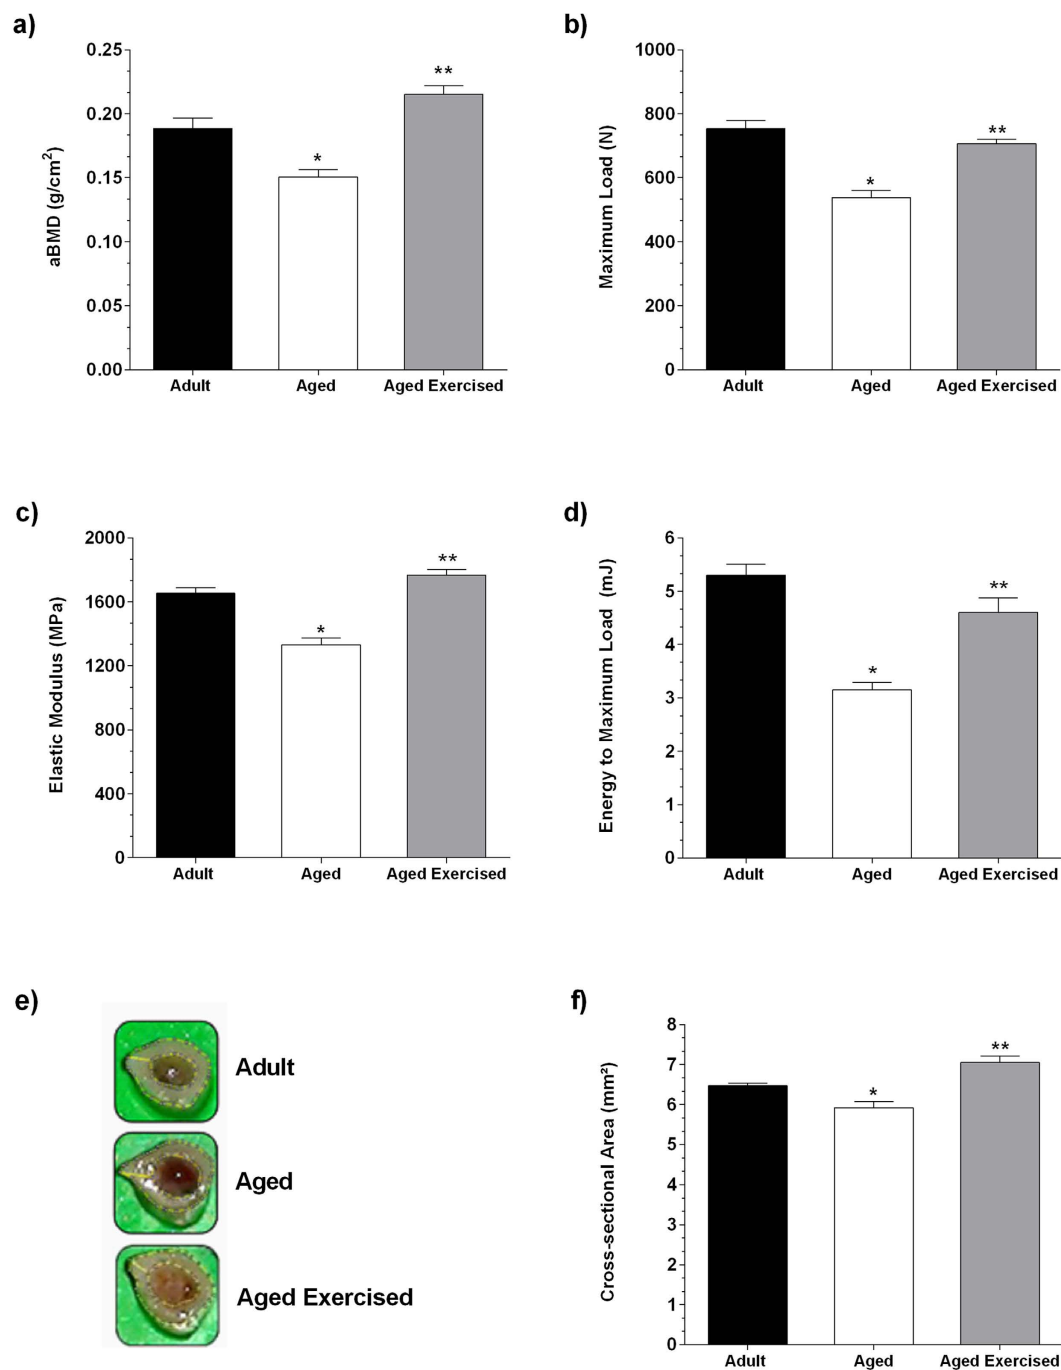 a)
aBMD (g/cm²)
0.25
0.20
0.15
0.10
0.05
0.00
*
**
Adult Aged Aged Exercised
b)
Maximum Load (N)
1000
800
600
400
200
0
*
**
Adult Aged Aged Exercised
c)
Elastic Modulus (MPa)
2000
1600
1200
800
400
0
*
**
Adult Aged Aged Exercised
d)
Energy to Maximum Load (mJ)
6
5
4
3
2
1
0
*
**
Adult Aged Aged Exercised
e)
Adult
Aged
Aged Exercised
f)
Cross-sectional Area (mm²)
8
7
6
5
4
3
2
1
0
*
**
Adult Aged Aged Exercised